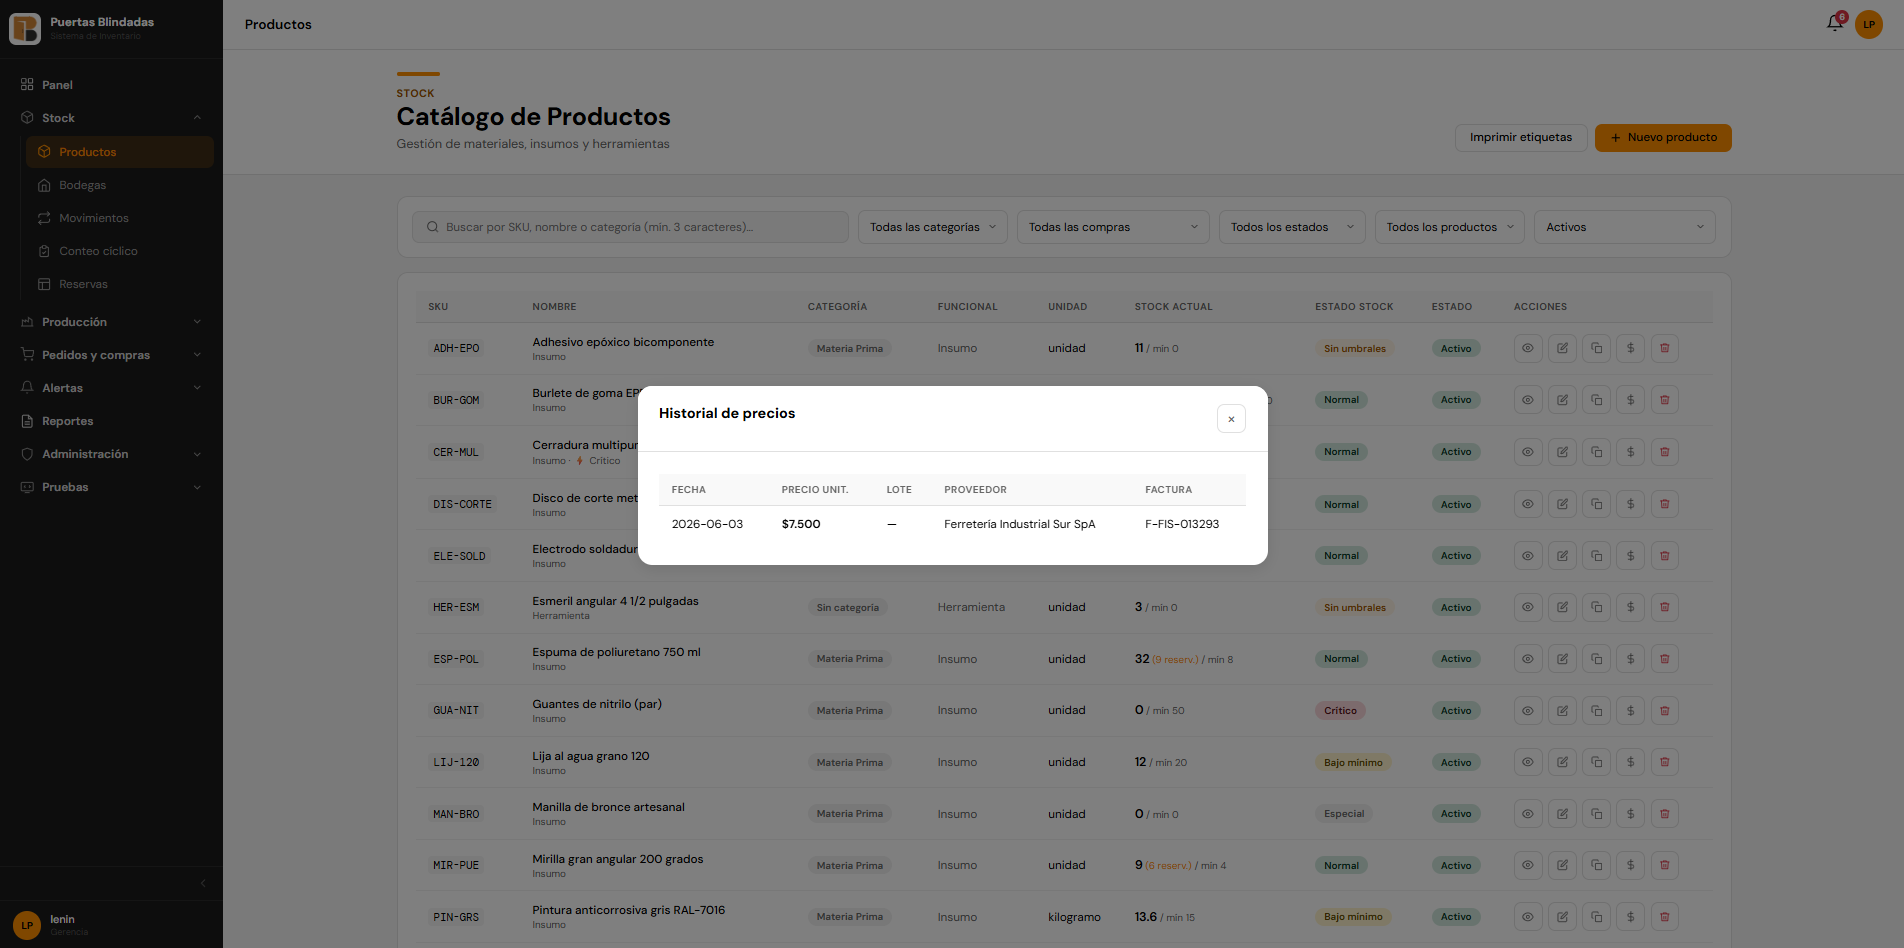 Puertas Blindadas
Sistema de Inventario
Panel
Stock
Productos
Bodegas
Movimientos
Conteo cíclico
Reservas
Producción
Pedidos y compras
Alertas
Reportes
Administración
Pruebas
LP
lenin
Gerencia
Productos
6
LP
STOCK
Catálogo de Productos
Gestión de materiales, insumos y herramientas
Imprimir etiquetas
+ Nuevo producto
Buscar por SKU, nombre o categoría (mín. 3 caracteres)...
Todas las categorías
Todas las compras
Todos los estados
Todos los productos
Activos
SKU NOMBRE CATEGORÍA FUNCIONAL UNIDAD STOCK ACTUAL ESTADO STOCK ESTADO ACCIONES
ADH-EPO Adhesivo epóxico bicomponente Materia Prima Insumo unidad 11 / mín 0 Sin umbrales Activo
Insumo
BUR-GOM Burlete de goma Normal Activo
Insumo
CER-MUL Cerradura Normal Activo
Insumo · Crítico
DIS-CORTE Disco de corte Normal Activo
Insumo
ELE-SOLD Electrodo Normal Activo
Insumo
HER-ESM Esmeril angular 4 1/2 pulgadas Sin categoría Herramienta unidad 3 / mín 0 Sin umbrales Activo
Herramienta
ESP-POL Espuma de poliuretano 750 ml Materia Prima Insumo unidad 32 (9 reserv.) / mín 8 Normal Activo
Insumo
GUA-NIT Guantes de nitrilo (par) Materia Prima Insumo unidad 0 / mín 50 Crítico Activo
Insumo
LIJ-120 Lija al agua grano 120 Materia Prima Insumo unidad 12 / mín 20 Bajo mínimo Activo
Insumo
MAN-BRO Manilla de bronce artesanal Materia Prima Insumo unidad 0 / mín 0 Especial Activo
Insumo
MIR-PUE Mirilla gran angular 200 grados Materia Prima Insumo unidad 9 (6 reserv.) / mín 4 Normal Activo
Insumo
PIN-GRS Pintura anticorrosiva gris RAL-7016 Materia Prima Insumo kilogramo 13.6 / mín 15 Bajo mínimo Activo
Insumo
Historial de precios
×
FECHA PRECIO UNIT. LOTE PROVEEDOR FACTURA
2026-06-03 $7.500 — Ferretería Industrial Sur SpA F-FIS-013293